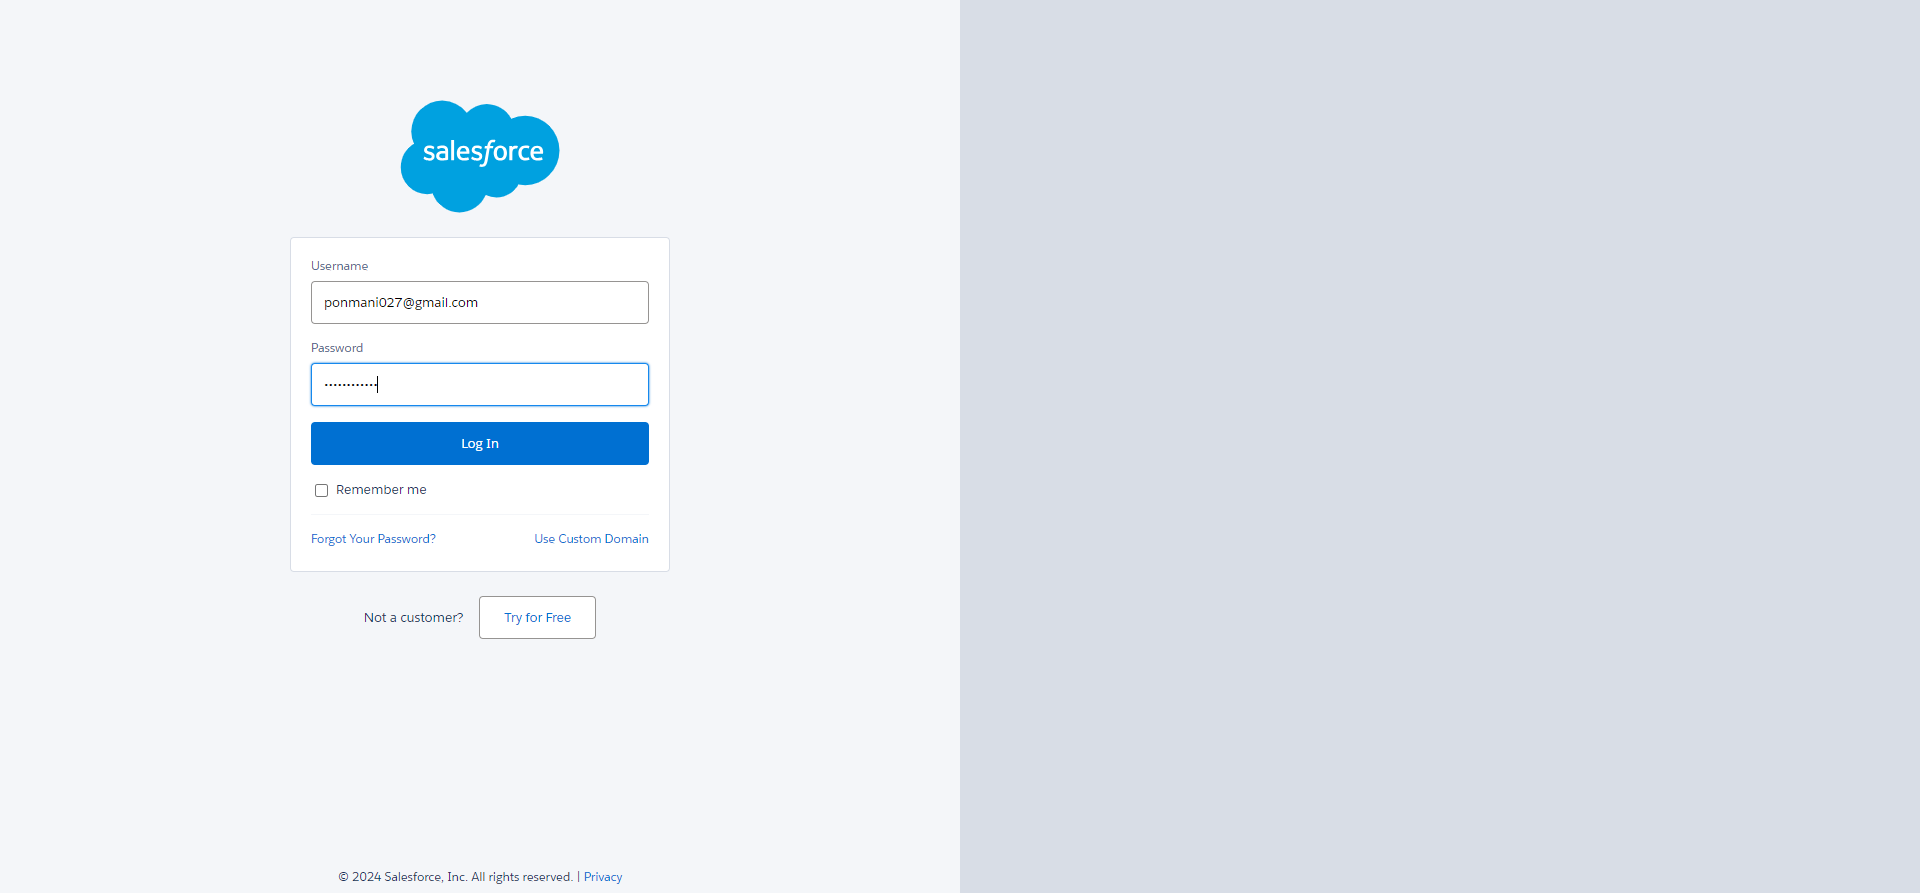 salesforce
Username
ponmani027@gmail.com
Password
••••••••••••
Log In
Remember me
Forgot Your Password? Use Custom Domain
Not a customer? Try for Free
© 2024 Salesforce, Inc. All rights reserved. | Privacy